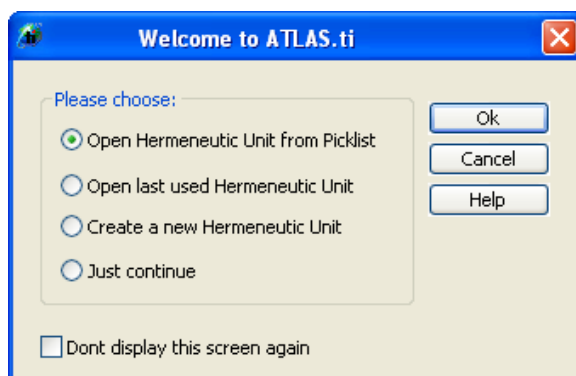 Welcome to ATLAS.ti
Please choose:
Open Hermeneutic Unit from Picklist
Open last used Hermeneutic Unit
Create a new Hermeneutic Unit
Just continue
Ok
Cancel
Help
Dont display this screen again